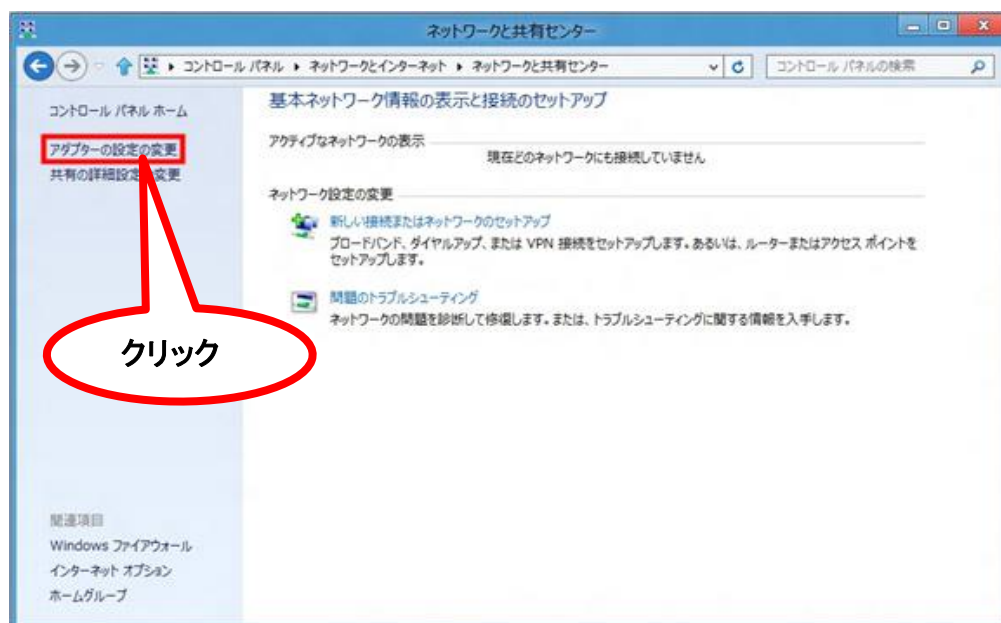 ネットワークと共有センター
コントロール パネル ▸ ネットワークとインターネット ▸ ネットワークと共有センター
コントロール パネルの検索
コントロール パネル ホーム
アダプターの設定の変更
共有の詳細設定 変更
基本ネットワーク情報の表示と接続のセットアップ
アクティブなネットワークの表示
現在どのネットワークにも接続していません
ネットワーク設定の変更
新しい接続またはネットワークのセットアップ
ブロードバンド、ダイヤルアップ、または VPN 接続をセットアップします。あるいは、ルーターまたはアクセス ポイントを
セットアップします。
問題のトラブルシューティング
ネットワークの問題を診断して修復します。または、トラブルシューティングに関する情報を入手します。
クリック
関連項目
Windows ファイアウォール
インターネット オプション
ホームグループ